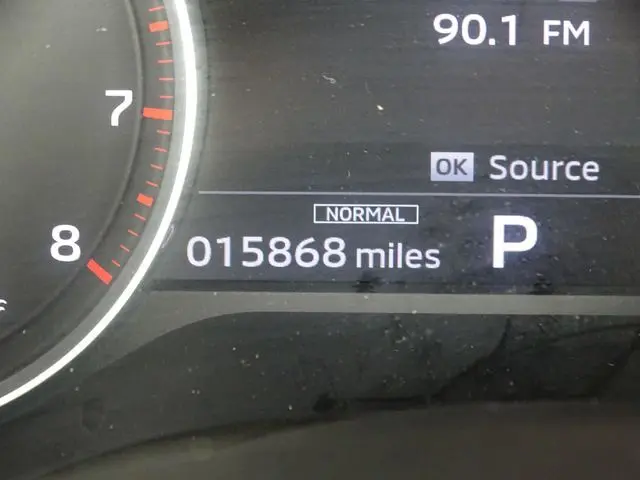 90.1 FM
7
OK Source
NORMAL
8
015868 miles P